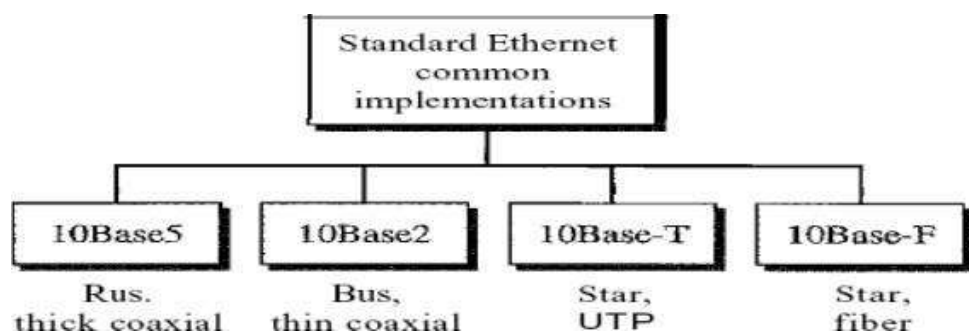 Standard Ethernet
common
implementations
10Base5
10Base2
10Base-T
10Base-F
Rus.
thick coaxial
Bus,
thin coaxial
Star,
UTP
Star,
fiber